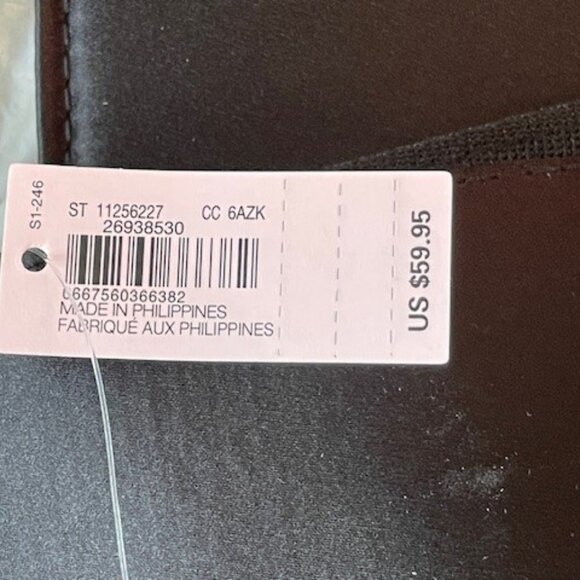 S1-246
ST 11256227 CC 6AZK
26938530
0667560366382
MADE IN PHILIPPINES
FABRIQUÉ AUX PHILIPPINES
US $59.95